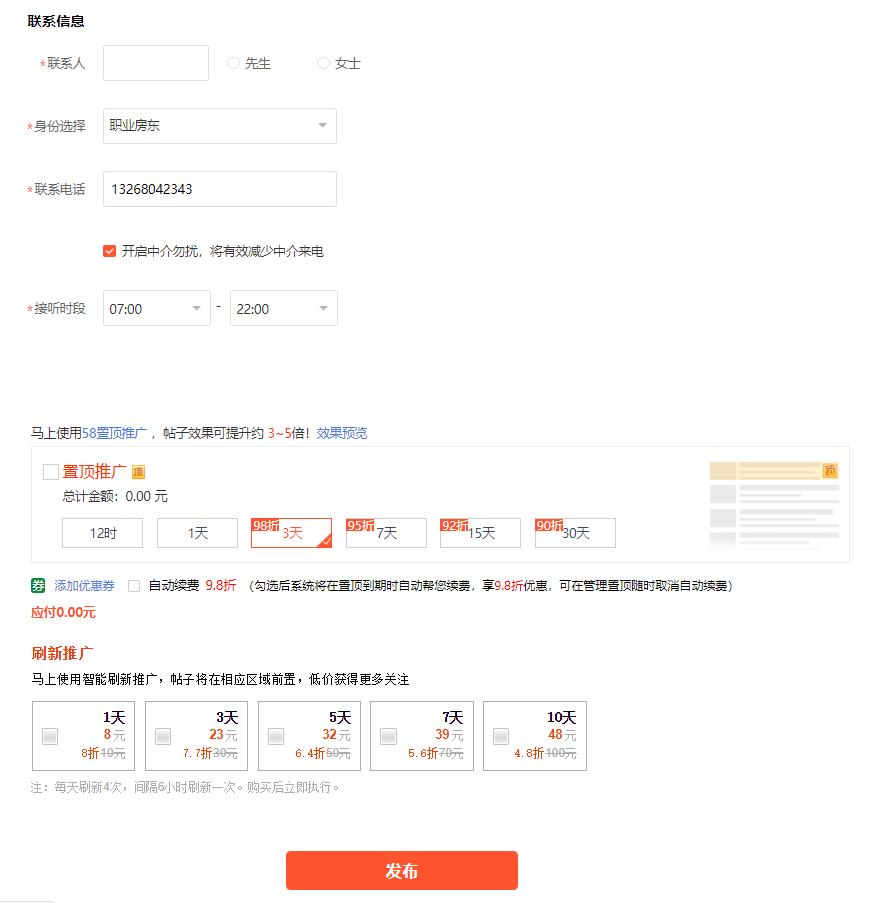 联系信息
*联系人 先生 女士
*身份选择 职业房东
*联系电话 13268042343
开启中介勿扰，将有效减少中介来电
*接听时段 07:00 - 22:00
马上使用58置顶推广 ，帖子效果可提升约 3~5倍！效果预览
置顶推广 顶 顶
总计金额：0.00 元
12时 1天 98折 3天 95折 7天 92折 15天 90折 30天
券 添加优惠券 自动续费 9.8折 （勾选后系统将在置顶到期时自动帮您续费，享9.8折优惠，可在管理置顶随时取消自动续费）
应付0.00元
刷新推广
马上使用智能刷新推广，帖子将在相应区域前置，低价获得更多关注
1天 3天 5天 7天 10天
8 元 23 元 32 元 39 元 48 元
8折10元 7.7折30元 6.4折50元 5.6折70元 4.8折100元
注：每天刷新4次，间隔6小时刷新一次。购买后立即执行。
发布